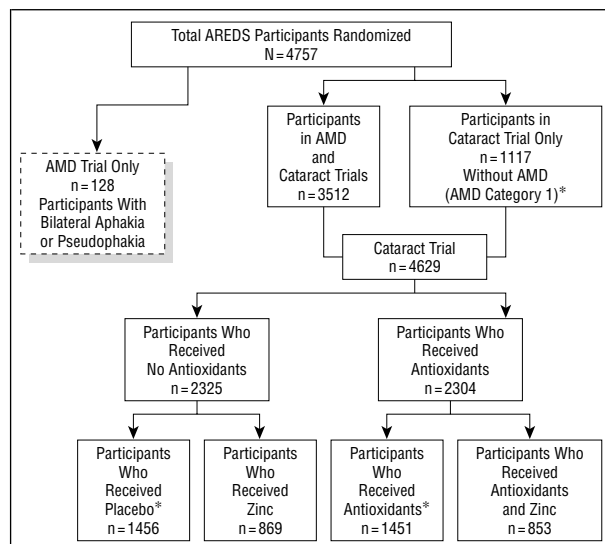 Total AREDS Participants Randomized
N=4757
AMD Trial Only
n=128
Participants With
Bilateral Aphakia
or Pseudophakia
Participants
in AMD
and
Cataract Trials
n=3512
Participants in
Cataract Trial Only
n=1117
Without AMD
(AMD Category 1)*
Cataract Trial
n=4629
Participants Who
Received
No Antioxidants
n=2325
Participants Who
Received
Antioxidants
n=2304
Participants
Who
Received
Placebo*
n=1456
Participants
Who
Received
Zinc
n=869
Participants
Who
Received
Antioxidants*
n=1451
Participants Who
Received
Antioxidants
and Zinc
n=853